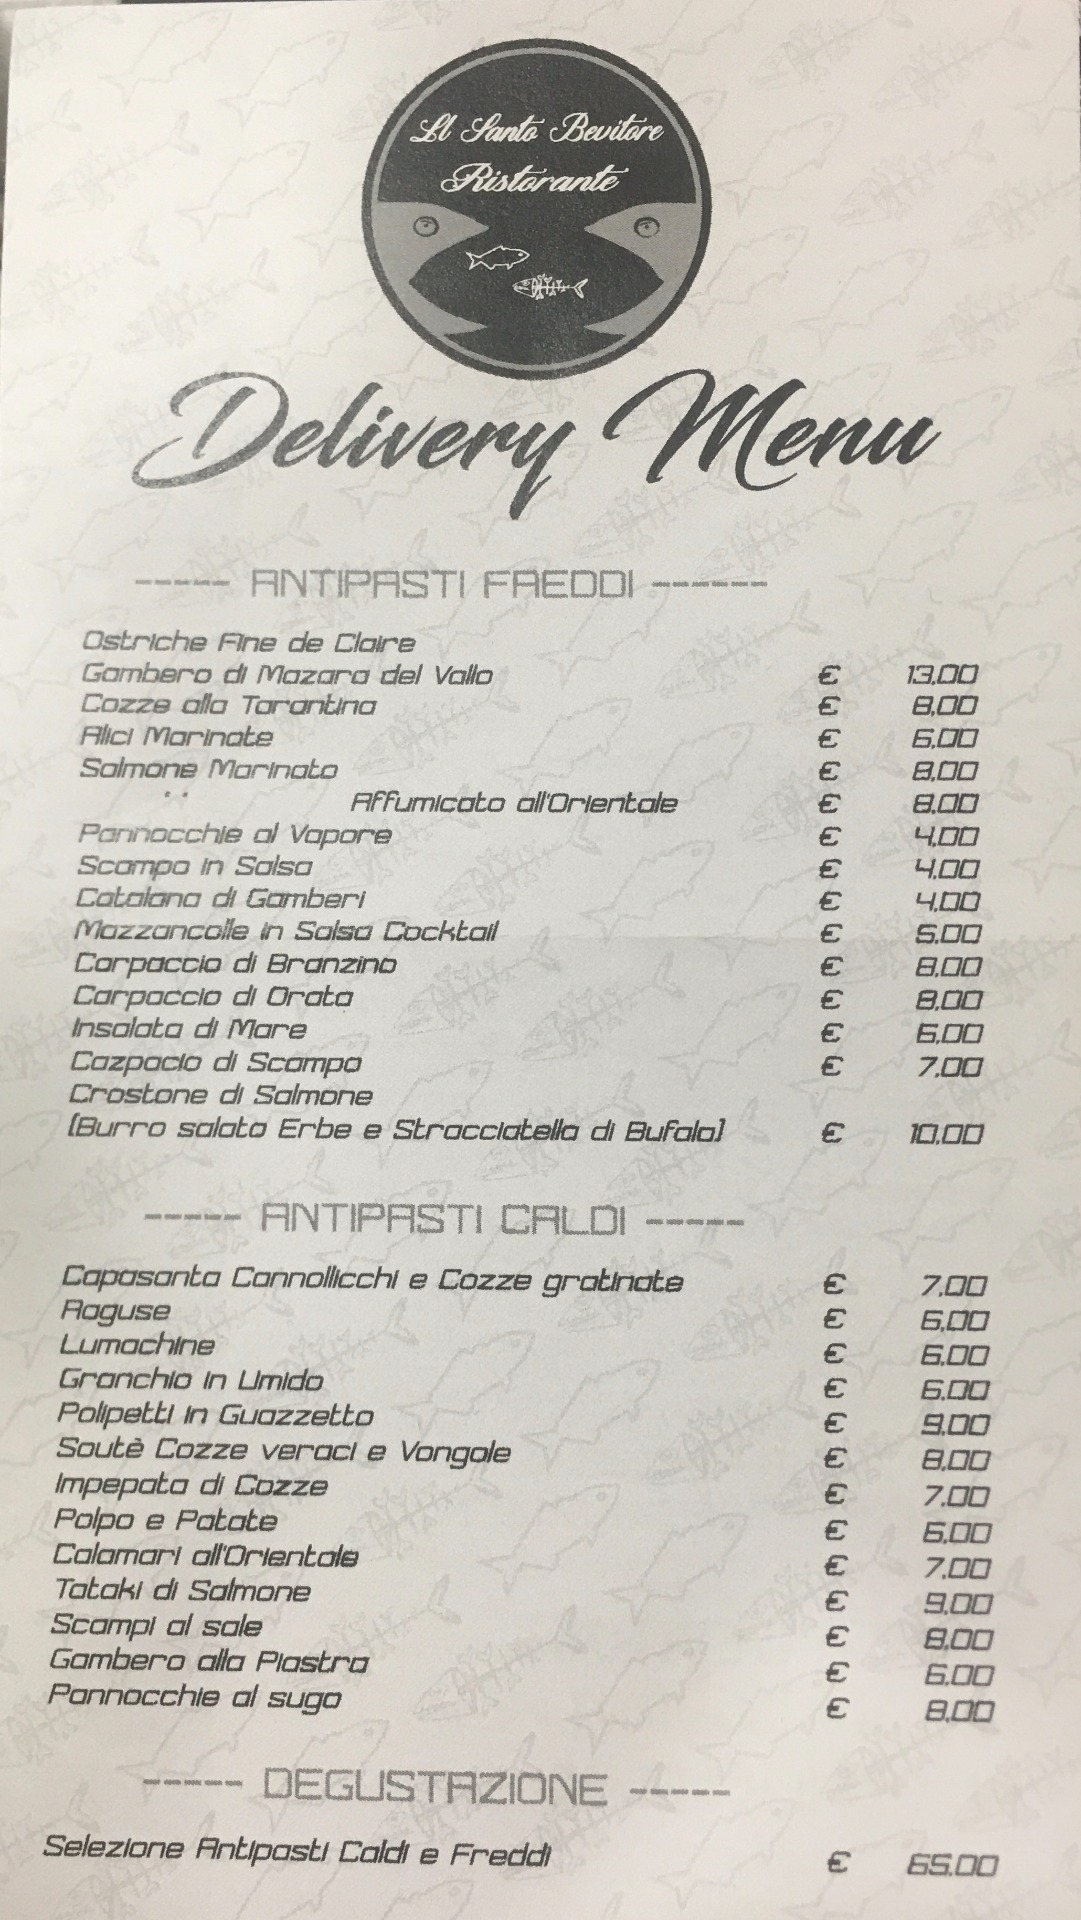 Il Santo Bevitore
Ristorante
Delivery Menu
----- ANTIPASTI FREDDI ------
Ostriche Fine de Claire
Gambero di Mazara del Vallo € 13,00
Cozze alla Tarantina € 8,00
Alici Marinate € 6,00
Salmone Marinato € 8,00
" Affumicato all'Orientale € 8,00
Pannocchie al Vapore € 4,00
Scampo in Salsa € 4,00
Catalana di Gamberi € 4,00
Mazzancolle in Salsa Cocktail € 5.00
Carpaccio di Branzino € 8,00
Carpaccio di Orata € 8,00
Insalata di Mare € 6,00
Cazpacio di Scampo € 7,00
Crostone di Salmone
(Burro salato Erbe e Stracciatella di Bufala) € 10.00
----- ANTIPASTI CALDI -----
Capasanta Cannollicchi e Cozze gratinate € 7.00
Raguse € 6,00
Lumachine € 6.00
Granchio in Umido € 6,00
Polipetti in Guazzetto € 9.00
Soutè Cozze veraci e Vongole € 8,00
Impepata di Cozze € 7.00
Polpo e Patate € 6,00
Calamari all'Orientale € 7,00
Tataki di Salmone € 9.00
Scampi al sale € 8,00
Gambero alla Piastra € 6,00
Pannocchie al sugo € 8,00
----- DEGUSTAZIONE -----
Selezione Antipasti Caldi e Freddi € 65.00